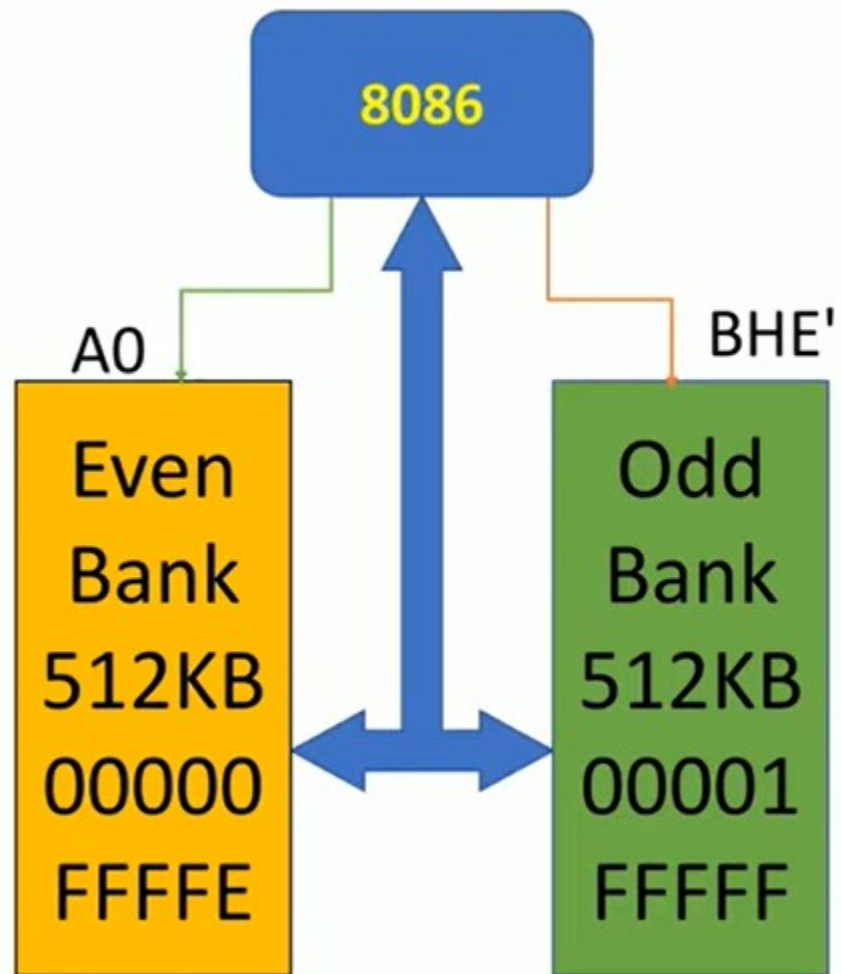 8086
A0
BHE'
Even
Bank
512KB
00000
FFFFE
Odd
Bank
512KB
00001
FFFFF